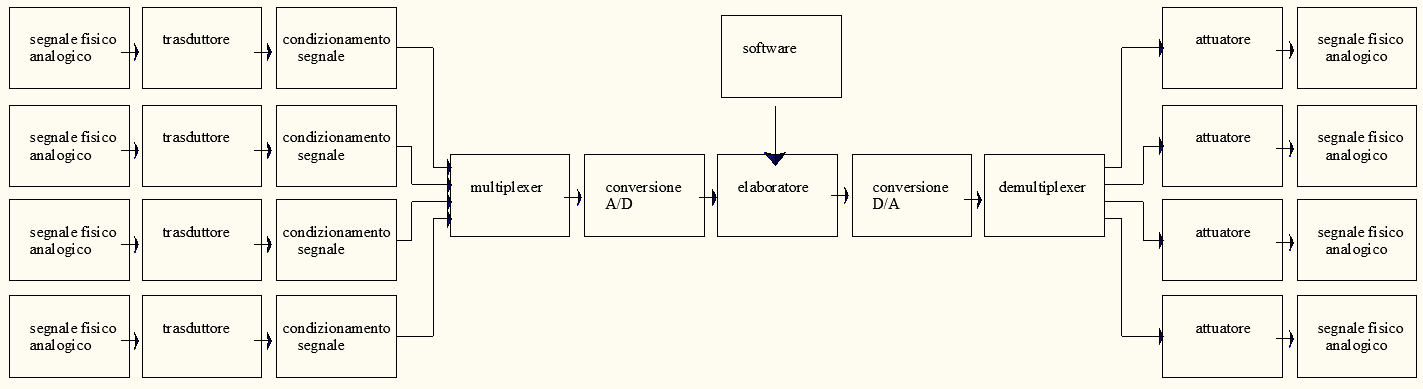 segnale fisico
analogico
trasduttore
condizionamento
segnale
segnale fisico
analogico
trasduttore
condizionamento
segnale
segnale fisico
analogico
trasduttore
condizionamento
segnale
segnale fisico
analogico
trasduttore
condizionamento
segnale
multiplexer
conversione
A/D
software
elaboratore
conversione
D/A
demultiplexer
attuatore
segnale fisico
analogico
attuatore
segnale fisico
analogico
attuatore
segnale fisico
analogico
attuatore
segnale fisico
analogico